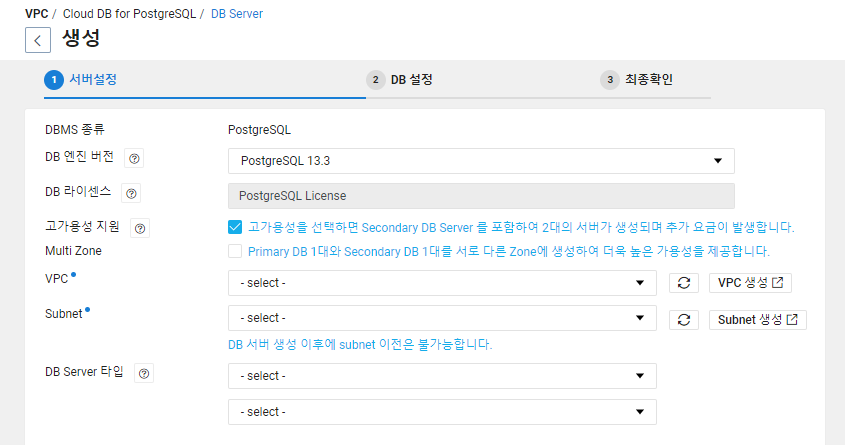 VPC / Cloud DB for PostgreSQL / DB Server
생성
1 서버설정 2 DB 설정 3 최종확인
DBMS 종류 PostgreSQL
DB 엔진 버전 ? PostgreSQL 13.3
DB 라이센스 ? PostgreSQL License
고가용성 지원 ? 고가용성을 선택하면 Secondary DB Server 를 포함하여 2대의 서버가 생성되며 추가 요금이 발생합니다.
Multi Zone Primary DB 1대와 Secondary DB 1대를 서로 다른 Zone에 생성하여 더욱 높은 가용성을 제공합니다.
VPC - select - VPC 생성
Subnet - select - Subnet 생성
DB 서버 생성 이후에 subnet 이전은 불가능합니다.
DB Server 타입 ? - select -
- select -